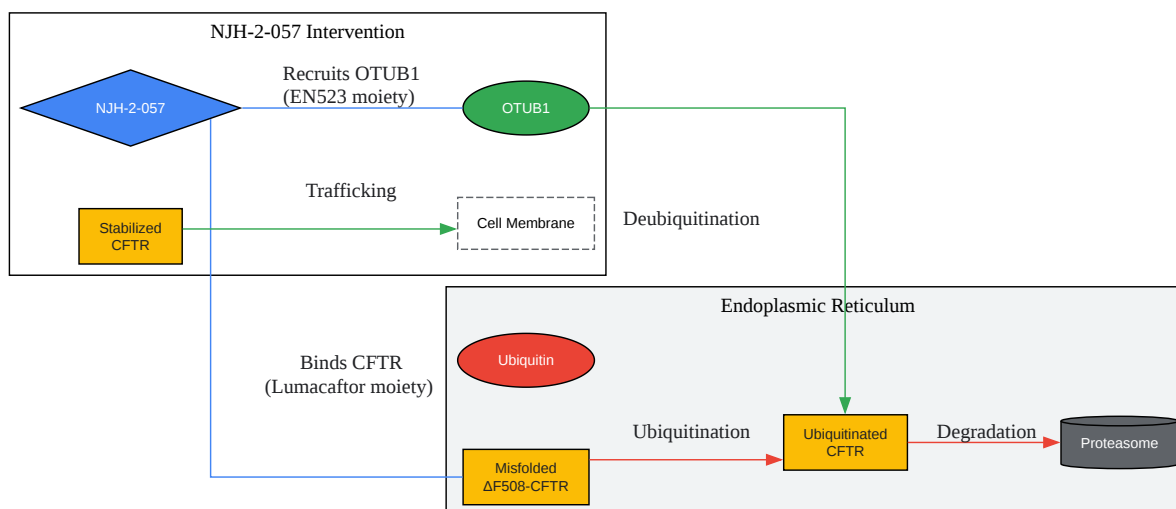 NJH-2-057 Intervention
Recruits OTUB1
(EN523 moiety)
NJH-2-057
OTUB1
Trafficking
Stabilized
CFTR
Cell Membrane
Deubiquitination
Endoplasmic Reticulum
Ubiquitin
Binds CFTR
(Lumacaftor moiety)
Ubiquitination
Misfolded
ΔF508-CFTR
Ubiquitinated
CFTR
Degradation
Proteasome